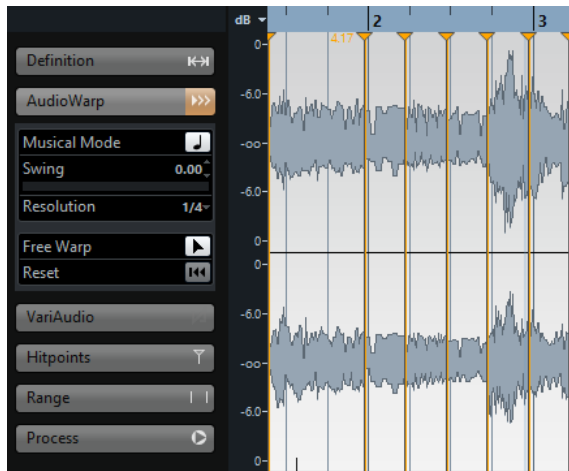 dB 2 3
4.17
0-
Definition
-6.0-
AudioWarp
-oo-
Musical Mode
Swing 0.00
-6.0-
Resolution 1/4
0-
Free Warp
Reset
0-
VariAudio
-6.0-
Hitpoints
-oo-
Range
-6.0-
Process
0-